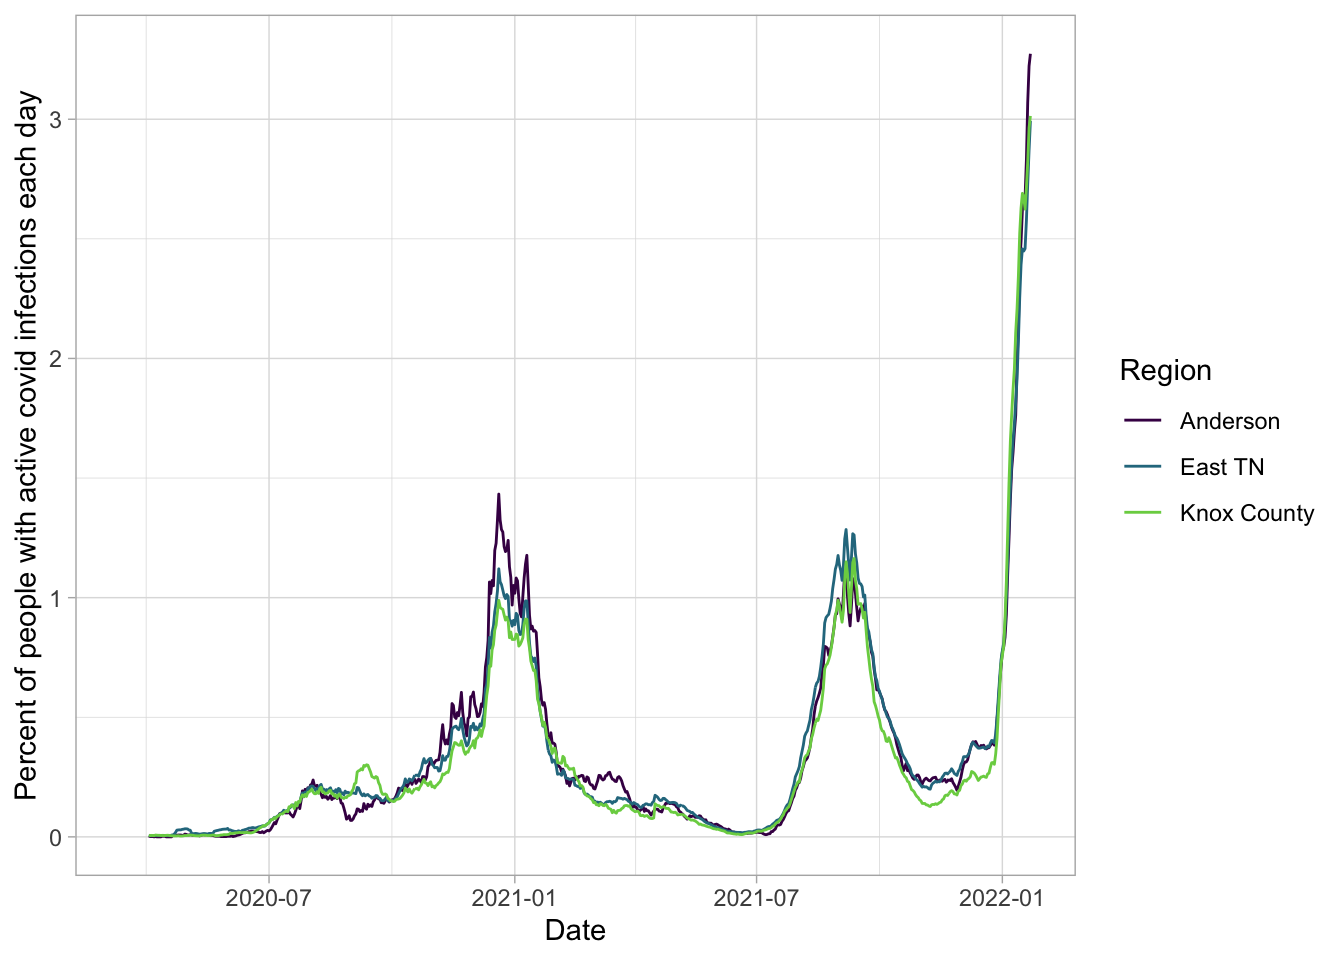 Percent of people with active covid infections each day
3
2
1
0
2020-07
2021-01
2021-07
2022-01
Date
Region
Anderson
East TN
Knox County